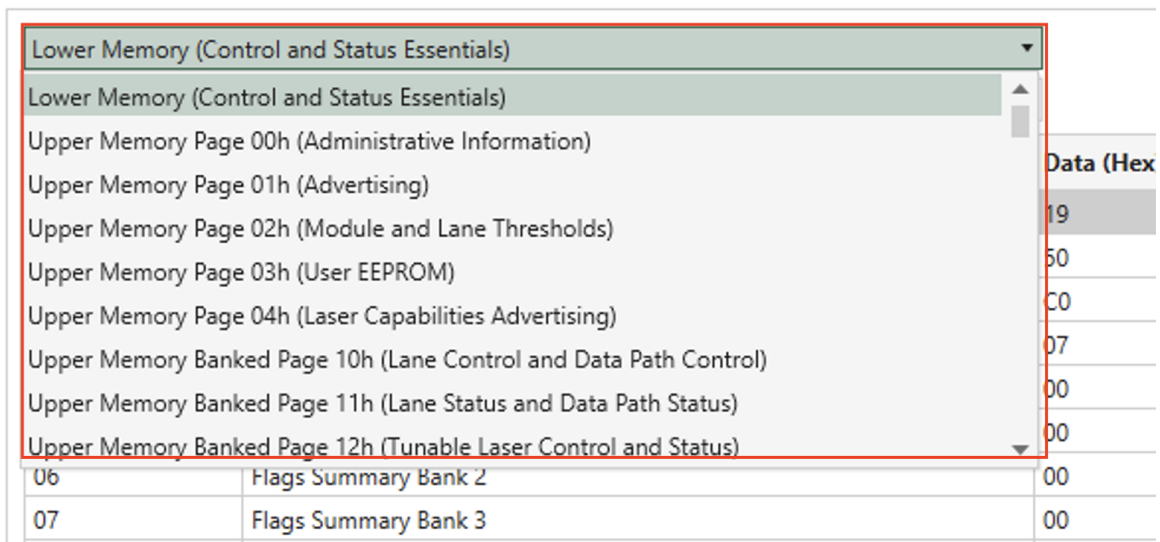 Lower Memory (Control and Status Essentials)
Lower Memory (Control and Status Essentials)
Upper Memory Page 00h (Administrative Information)
Upper Memory Page 01h (Advertising)
Data (Hex
Upper Memory Page 02h (Module and Lane Thresholds)
19
Upper Memory Page 03h (User EEPROM)
50
Upper Memory Page 04h (Laser Capabilities Advertising)
C0
Upper Memory Banked Page 10h (Lane Control and Data Path Control)
07
Upper Memory Banked Page 11h (Lane Status and Data Path Status)
00
Upper Memory Banked Page 12h (Tunable Laser Control and Status)
00
06 Flags Summary Bank 2 00
07 Flags Summary Bank 3 00